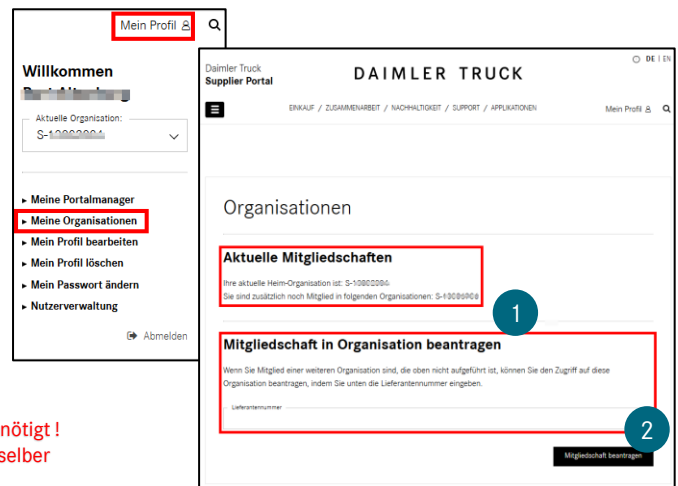 Mein Profil
Willkommen
Aktuelle Organisation:
▸ Meine Portalmanager
▸ Meine Organisationen
▸ Mein Profil bearbeiten
▸ Mein Profil löschen
▸ Mein Passwort ändern
▸ Nutzerverwaltung
Abmelden
nötigt !
selber
Daimler Truck
Supplier Portal
DAIMLER TRUCK
DE | EN
EINKAUF / ZUSAMMENARBEIT / NACHHALTIGKEIT / SUPPORT / APPLIKATIONEN
Mein Profil
Organisationen
Aktuelle Mitgliedschaften
Ihre aktuelle Heim-Organisation ist:
Sie sind zusätzlich noch Mitglied in folgenden Organisationen:
1
Mitgliedschaft in Organisation beantragen
Wenn Sie Mitglied einer weiteren Organisation sind, die oben nicht aufgeführt ist, können Sie den Zugriff auf diese
Organisation beantragen, indem Sie unten die Lieferantennummer eingeben.
Lieferantennummer
2
Mitgliedschaft beantragen